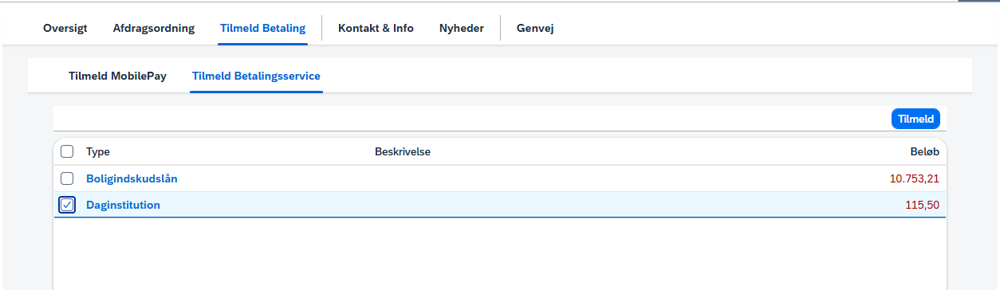 Oversigt Afdragsordning Tilmeld Betaling Kontakt & Info Nyheder Genvej
Tilmeld MobilePay Tilmeld Betalingsservice
Tilmeld
Type Beskrivelse Beløb
Boligindskudslån 10.753,21
Daginstitution 115,50